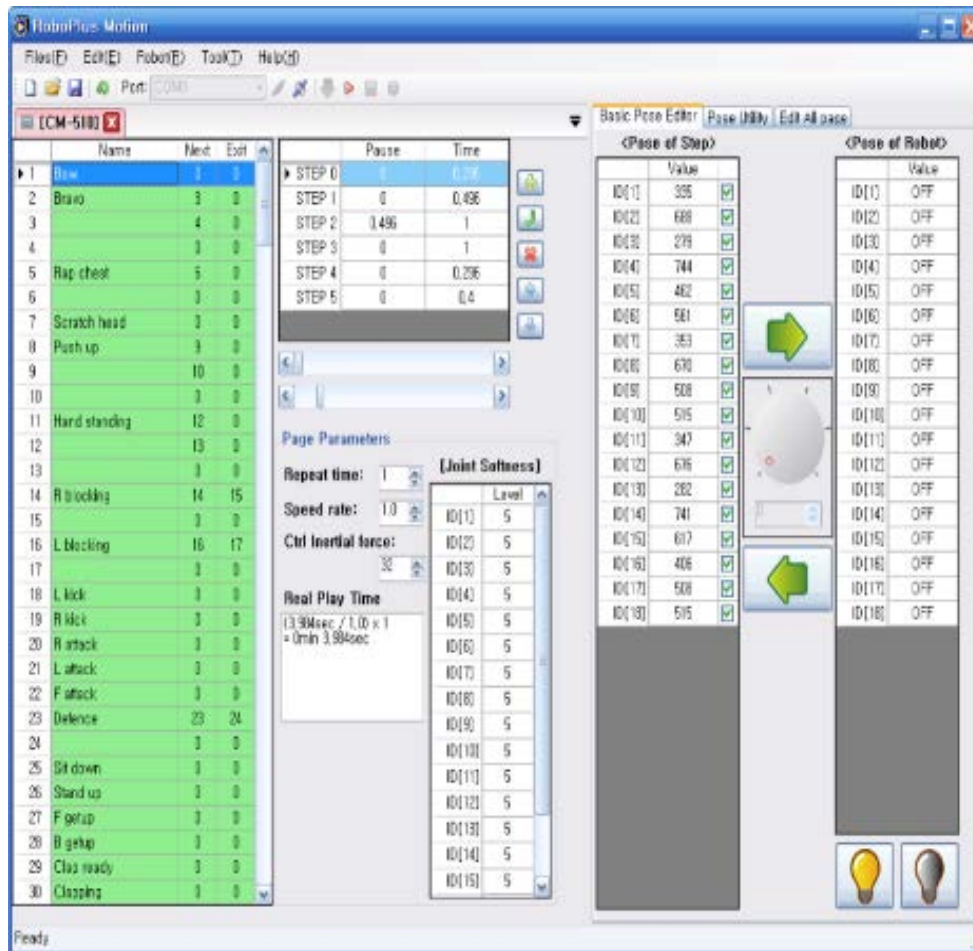 RoboPlus Motion
Files(F) Edit(E) Robot(R) Tool(T) Help(H)
Port: COM1
[CM-510]
Name Next Exit
1 Bow 0 0
2 Bravo 3 0
3 4 0
4 0 0
5 Rap chest 6 0
6 0 0
7 Scratch head 0 0
8 Push up 9 0
9 10 0
10 0 0
11 Hand standing 12 0
12 13 0
13 0 0
14 R blocking 14 15
15 0 0
16 L blocking 16 17
17 0 0
18 L kick 0 0
19 R kick 0 0
20 R attack 0 0
21 L attack 0 0
22 F attack 0 0
23 Defence 23 24
24 0 0
25 Sit down 0 0
26 Stand up 0 0
27 F getup 0 0
28 B getup 0 0
29 Clap ready 0 0
30 Clapping 0 0
Pause Time
STEP 0 0 0,296
STEP 1 0 0,496
STEP 2 0,496 1
STEP 3 0 1
STEP 4 0 0,296
STEP 5 0 0,4
Page Parameters
Repeat time: 1
Speed rate: 1.0
Ctrl Inertial force:
32
Real Play Time
(3,984sec / 1,0) x 1
= 0min 3,984sec
[Joint Softness]
Level
ID[1] 5
ID[2] 5
ID[3] 5
ID[4] 5
ID[5] 5
ID[6] 5
ID[7] 5
ID[8] 5
ID[9] 5
ID[10] 5
ID[11] 5
ID[12] 5
ID[13] 5
ID[14] 5
ID[15] 5
Basic Pose Editor Pose Utility Edit All page
<Pose of Step>
Value
ID[1] 335
ID[2] 688
ID[3] 279
ID[4] 744
ID[5] 462
ID[6] 561
ID[7] 353
ID[8] 670
ID[9] 508
ID[10] 515
ID[11] 347
ID[12] 676
ID[13] 282
ID[14] 741
ID[15] 617
ID[16] 406
ID[17] 508
ID[18] 515
0
<Pose of Robot>
Value
ID[1] OFF
ID[2] OFF
ID[3] OFF
ID[4] OFF
ID[5] OFF
ID[6] OFF
ID[7] OFF
ID[8] OFF
ID[9] OFF
ID[10] OFF
ID[11] OFF
ID[12] OFF
ID[13] OFF
ID[14] OFF
ID[15] OFF
ID[16] OFF
ID[17] OFF
ID[18] OFF
Ready